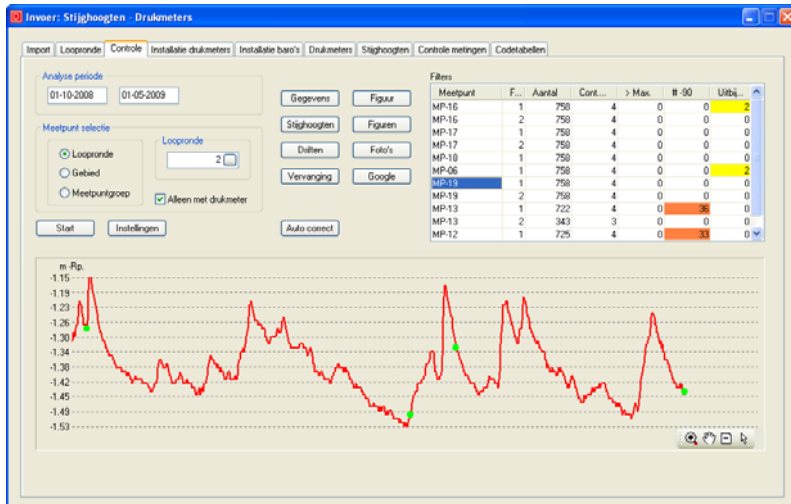 Invoer: Stijghoogten - Drukmeters
Import Loopronde Controle Installatie drukmeters Installatie baro's Drukmeters Stijghoogten Controle metingen Codetabellen
Analyse periode
01-10-2008 01-05-2009
Meetpunt selectie
Loopronde
Gebied
Meetpuntgroep
Loopronde
2
Alleen met drukmeter
Start Instellingen
Gegevens Figuur
Stijghoogten Figuren
Driften Foto's
Vervanging Google
Auto correct
Filters
Meetpunt F... Aantal Cont.... > Max. # -90 Uitbij...
MP-16 1 758 4 0 0 2
MP-16 2 758 4 0 0 0
MP-17 1 758 4 0 0 0
MP-17 2 758 4 0 0 0
MP-18 1 758 4 0 0 0
MP-06 1 758 4 0 0 2
MP-19 1 758 4 0 0 0
MP-19 2 758 4 0 0 0
MP-13 1 722 4 0 36 0
MP-13 2 343 3 0 0 0
MP-12 1 725 4 0 33 0
m -Rp.
-1.15
-1.19
-1.23
-1.26
-1.30
-1.34
-1.38
-1.42
-1.45
-1.49
-1.53